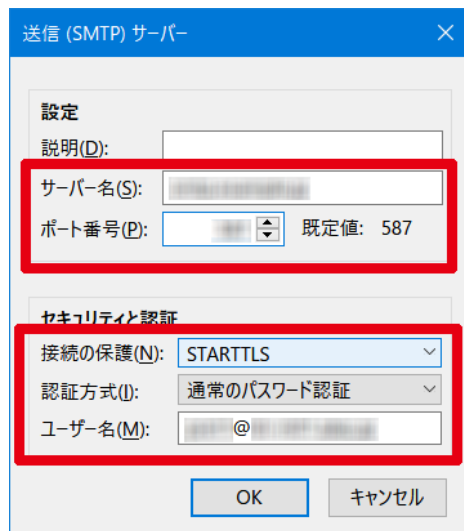 送信 (SMTP) サーバー
設定
説明(D):
サーバー名(S):
ポート番号(P): 既定値: 587
セキュリティと認証
接続の保護(N): STARTTLS
認証方式(I): 通常のパスワード認証
ユーザー名(M): @
OK キャンセル